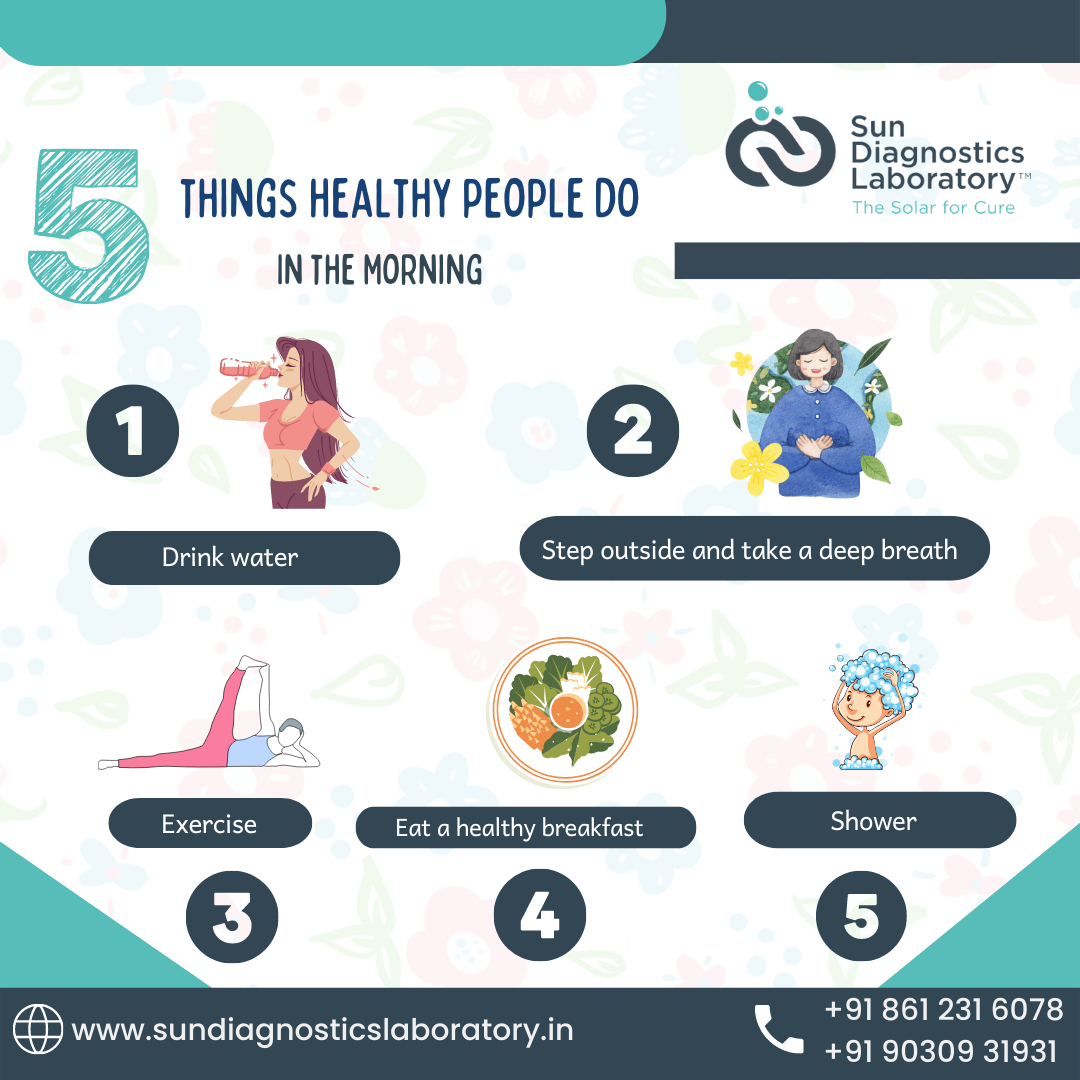 5
THINGS HEALTHY PEOPLE DO
IN THE MORNING
Sun
Diagnostics
Laboratory™
The Solar for Cure
1
Drink water
2
Step outside and take a deep breath
Exercise
3
Eat a healthy breakfast
4
Shower
5
www.sundiagnosticslaboratory.in
+91 861 231 6078
+91 90309 31931